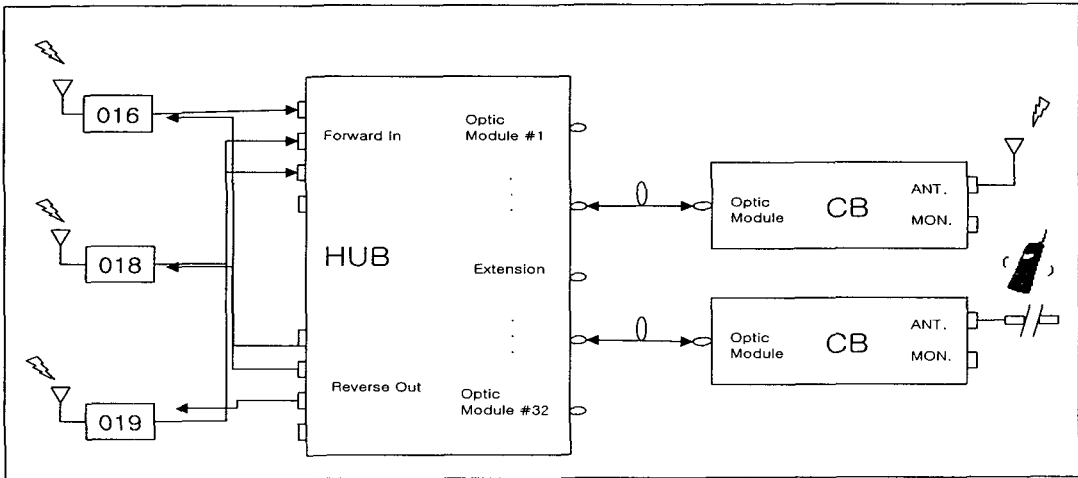 016
018
019
Forward In
HUB
Reverse Out
Optic
Module #1
Extension
Optic
Module #32
Optic
Module
CB
ANT.
MON.
Optic
Module
CB
ANT.
MON.